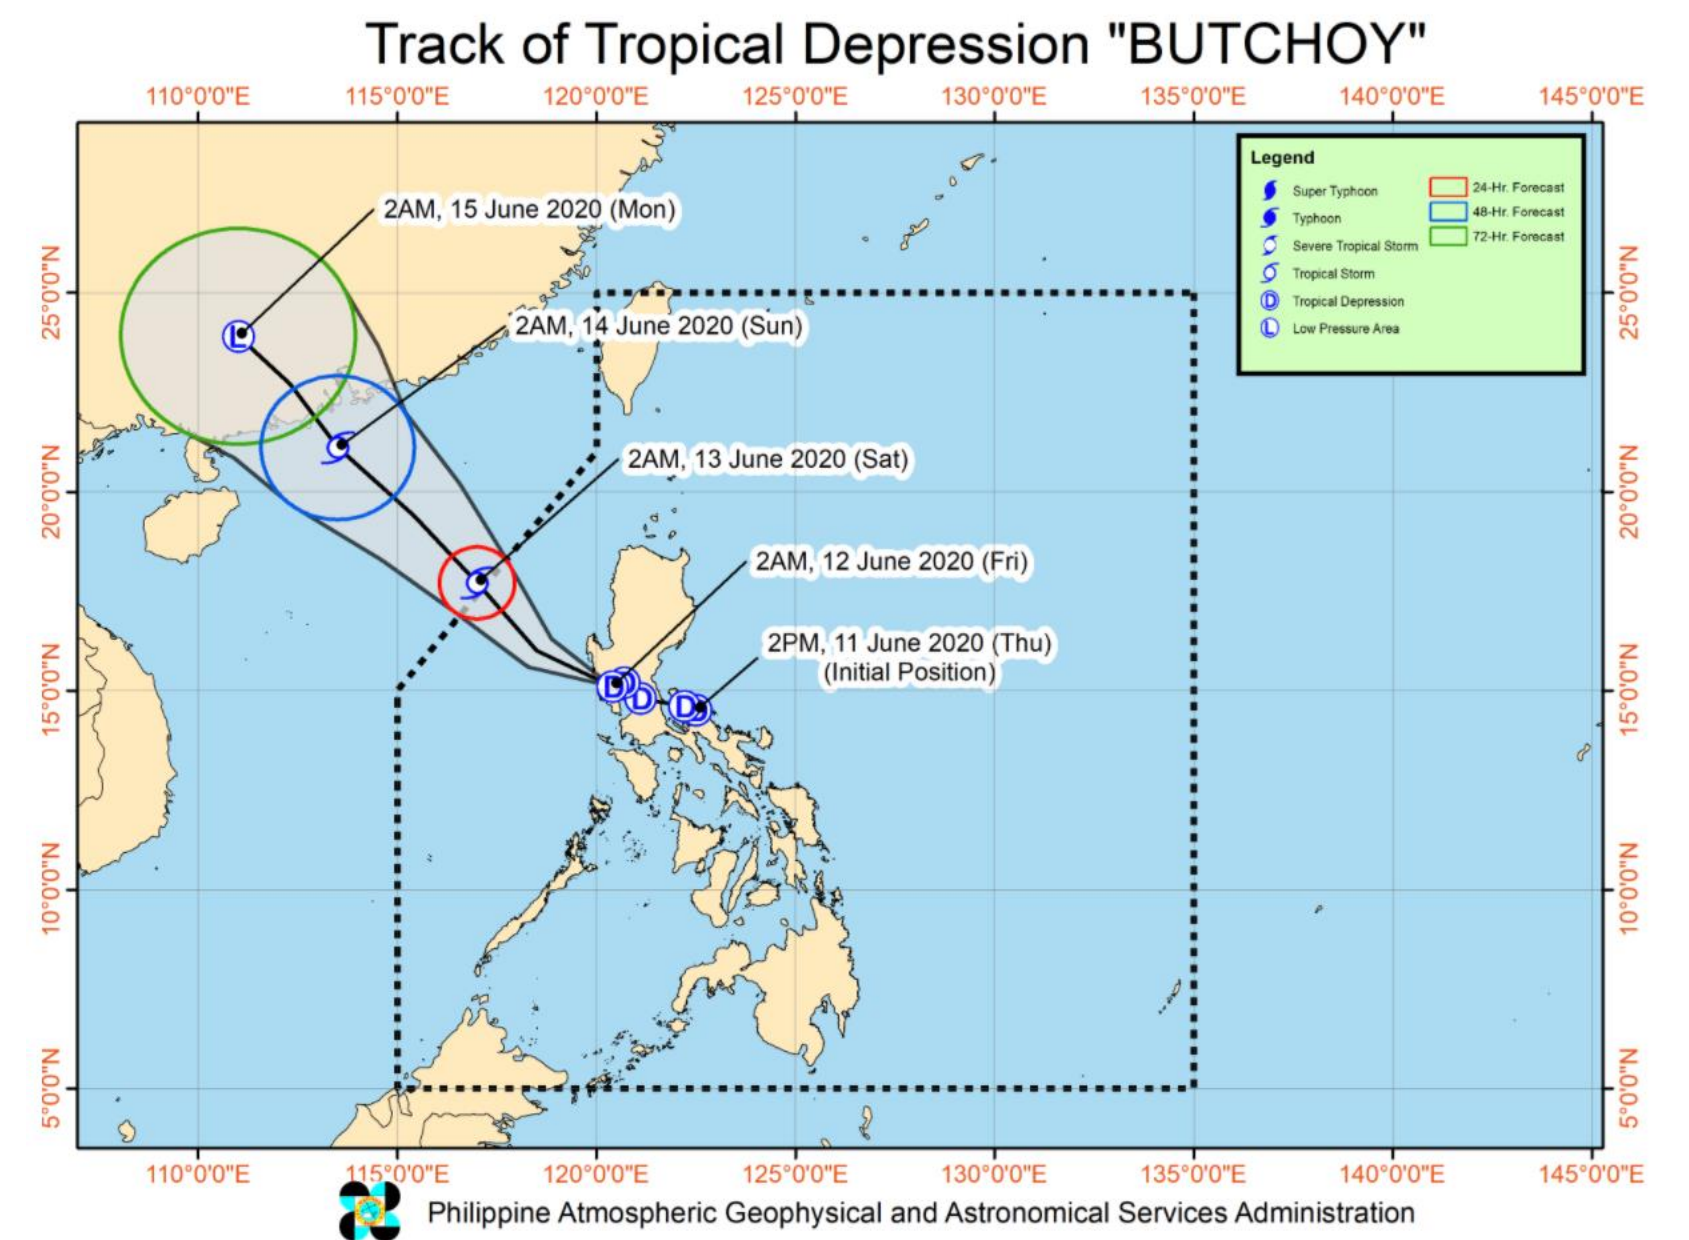 Track of Tropical Depression "BUTCHOY"
110°0'0"E 115°0'0"E 120°0'0"E 125°0'0"E 130°0'0"E 135°0'0"E 140°0'0"E 145°0'0"E
Legend
Super Typhoon
Typhoon
Severe Tropical Storm
Tropical Storm
D Tropical Depression
L Low Pressure Area
24-Hr. Forecast
48-Hr. Forecast
72-Hr. Forecast
2AM, 15 June 2020 (Mon)
L
25°0'0"N
25°0'0"N
2AM, 14 June 2020 (Sun)
2AM, 13 June 2020 (Sat)
20°0'0"N
20°0'0"N
2AM, 12 June 2020 (Fri)
2PM, 11 June 2020 (Thu)
(Initial Position)
15°0'0"N
D D D D D
15°0'0"N
10°0'0"N
10°0'0"N
5°0'0"N
5°0'0"N
110°0'0"E 115°0'0"E 120°0'0"E 125°0'0"E 130°0'0"E 135°0'0"E 140°0'0"E 145°0'0"E
Philippine Atmospheric Geophysical and Astronomical Services Administration